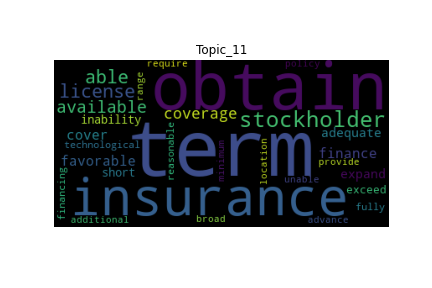 Topic_11
require
policy
able
range
obtain
license
available
inability
coverage
stockholder
cover
technological
term
adequate
favorable
reasonable
minimum
location
finance
provide
short
unable
expand
financing
insurance
exceed
fully
additional
broad
advance